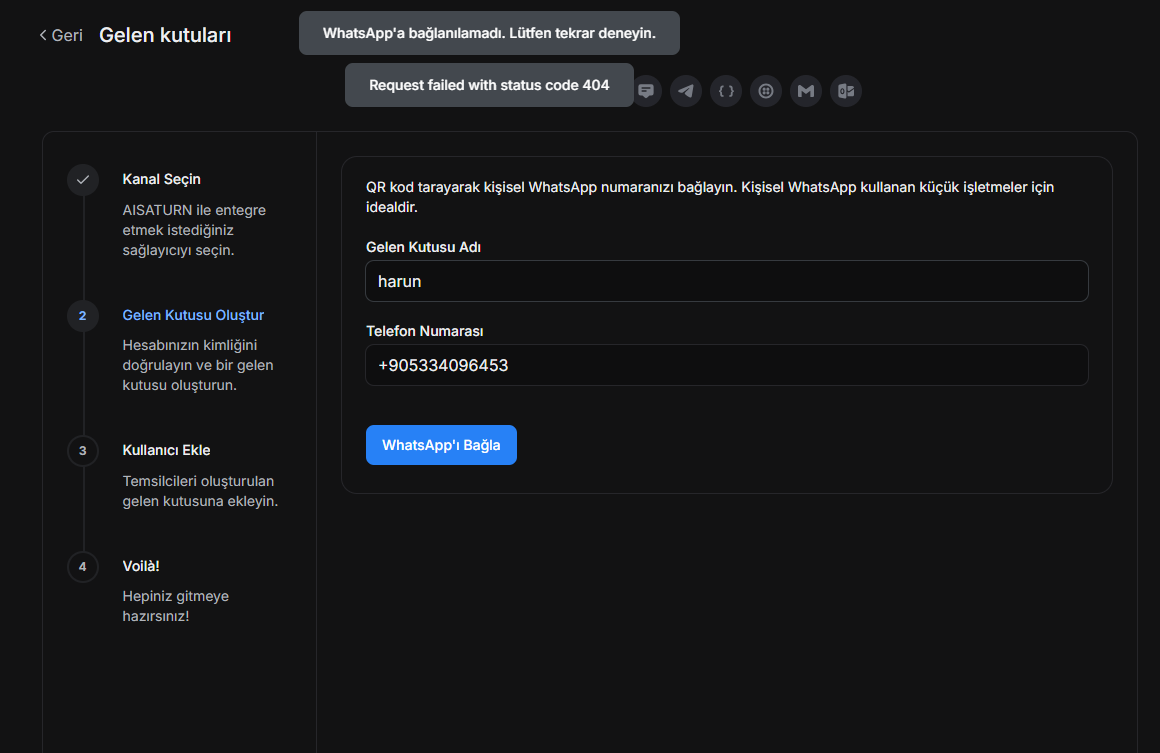 Geri
Gelen kutuları
WhatsApp'a bağlanılamadı. Lütfen tekrar deneyin.
Request failed with status code 404
Kanal Seçin
AISATURN ile entegre
etmek istediğiniz
sağlayıcıyı seçin.
2
Gelen Kutusu Oluştur
Hesabınızın kimliğini
doğrulayın ve bir gelen
kutusu oluşturun.
3
Kullanıcı Ekle
Temsilcileri oluşturulan
gelen kutusuna ekleyin.
4
Voilà!
Hepiniz gitmeye
hazırsınız!
QR kod tarayarak kişisel WhatsApp numaranızı bağlayın. Kişisel WhatsApp kullanan küçük işletmeler için
idealdir.
Gelen Kutusu Adı
harun
Telefon Numarası
+905334096453
WhatsApp'ı Bağla